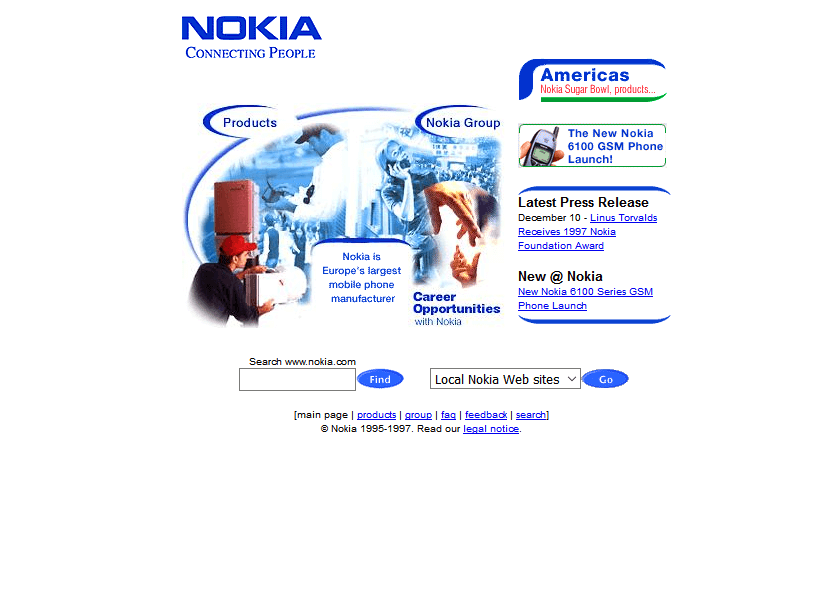 NOKIA
CONNECTING PEOPLE
Americas
Nokia Sugar Bowl, products...
Products
Nokia Group
The New Nokia
6100 GSM Phone
Launch!
Latest Press Release
December 10 - Linus Torvalds
Receives 1997 Nokia
Foundation Award
Nokia is
Europe's largest
mobile phone
manufacturer
New @ Nokia
New Nokia 6100 Series GSM
Phone Launch
Career
Opportunities
with Nokia
Search www.nokia.com
Find
Local Nokia Web sites
Go
[main page | products | group | faq | feedback | search]
© Nokia 1995-1997. Read our legal notice.